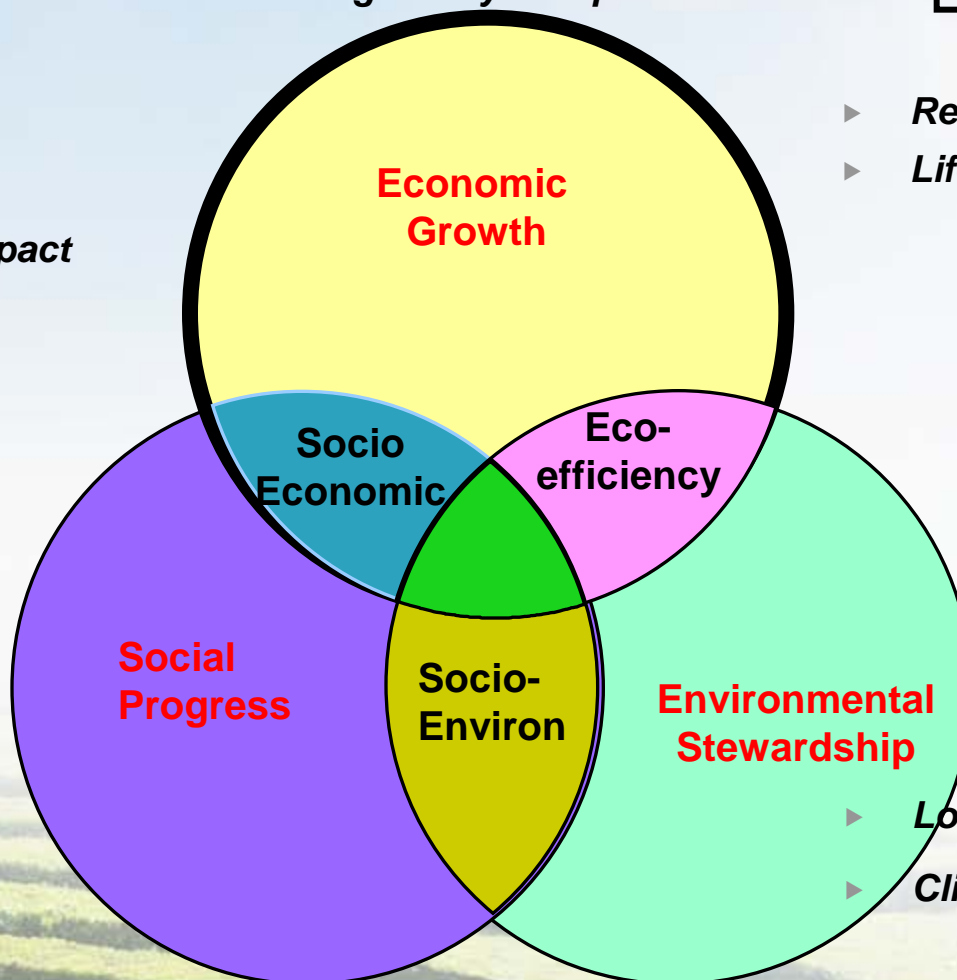 Economic
Growth
Socio
Economic
Eco-
efficiency
Social
Progress
Socio-
Environ
Environmental
Stewardship